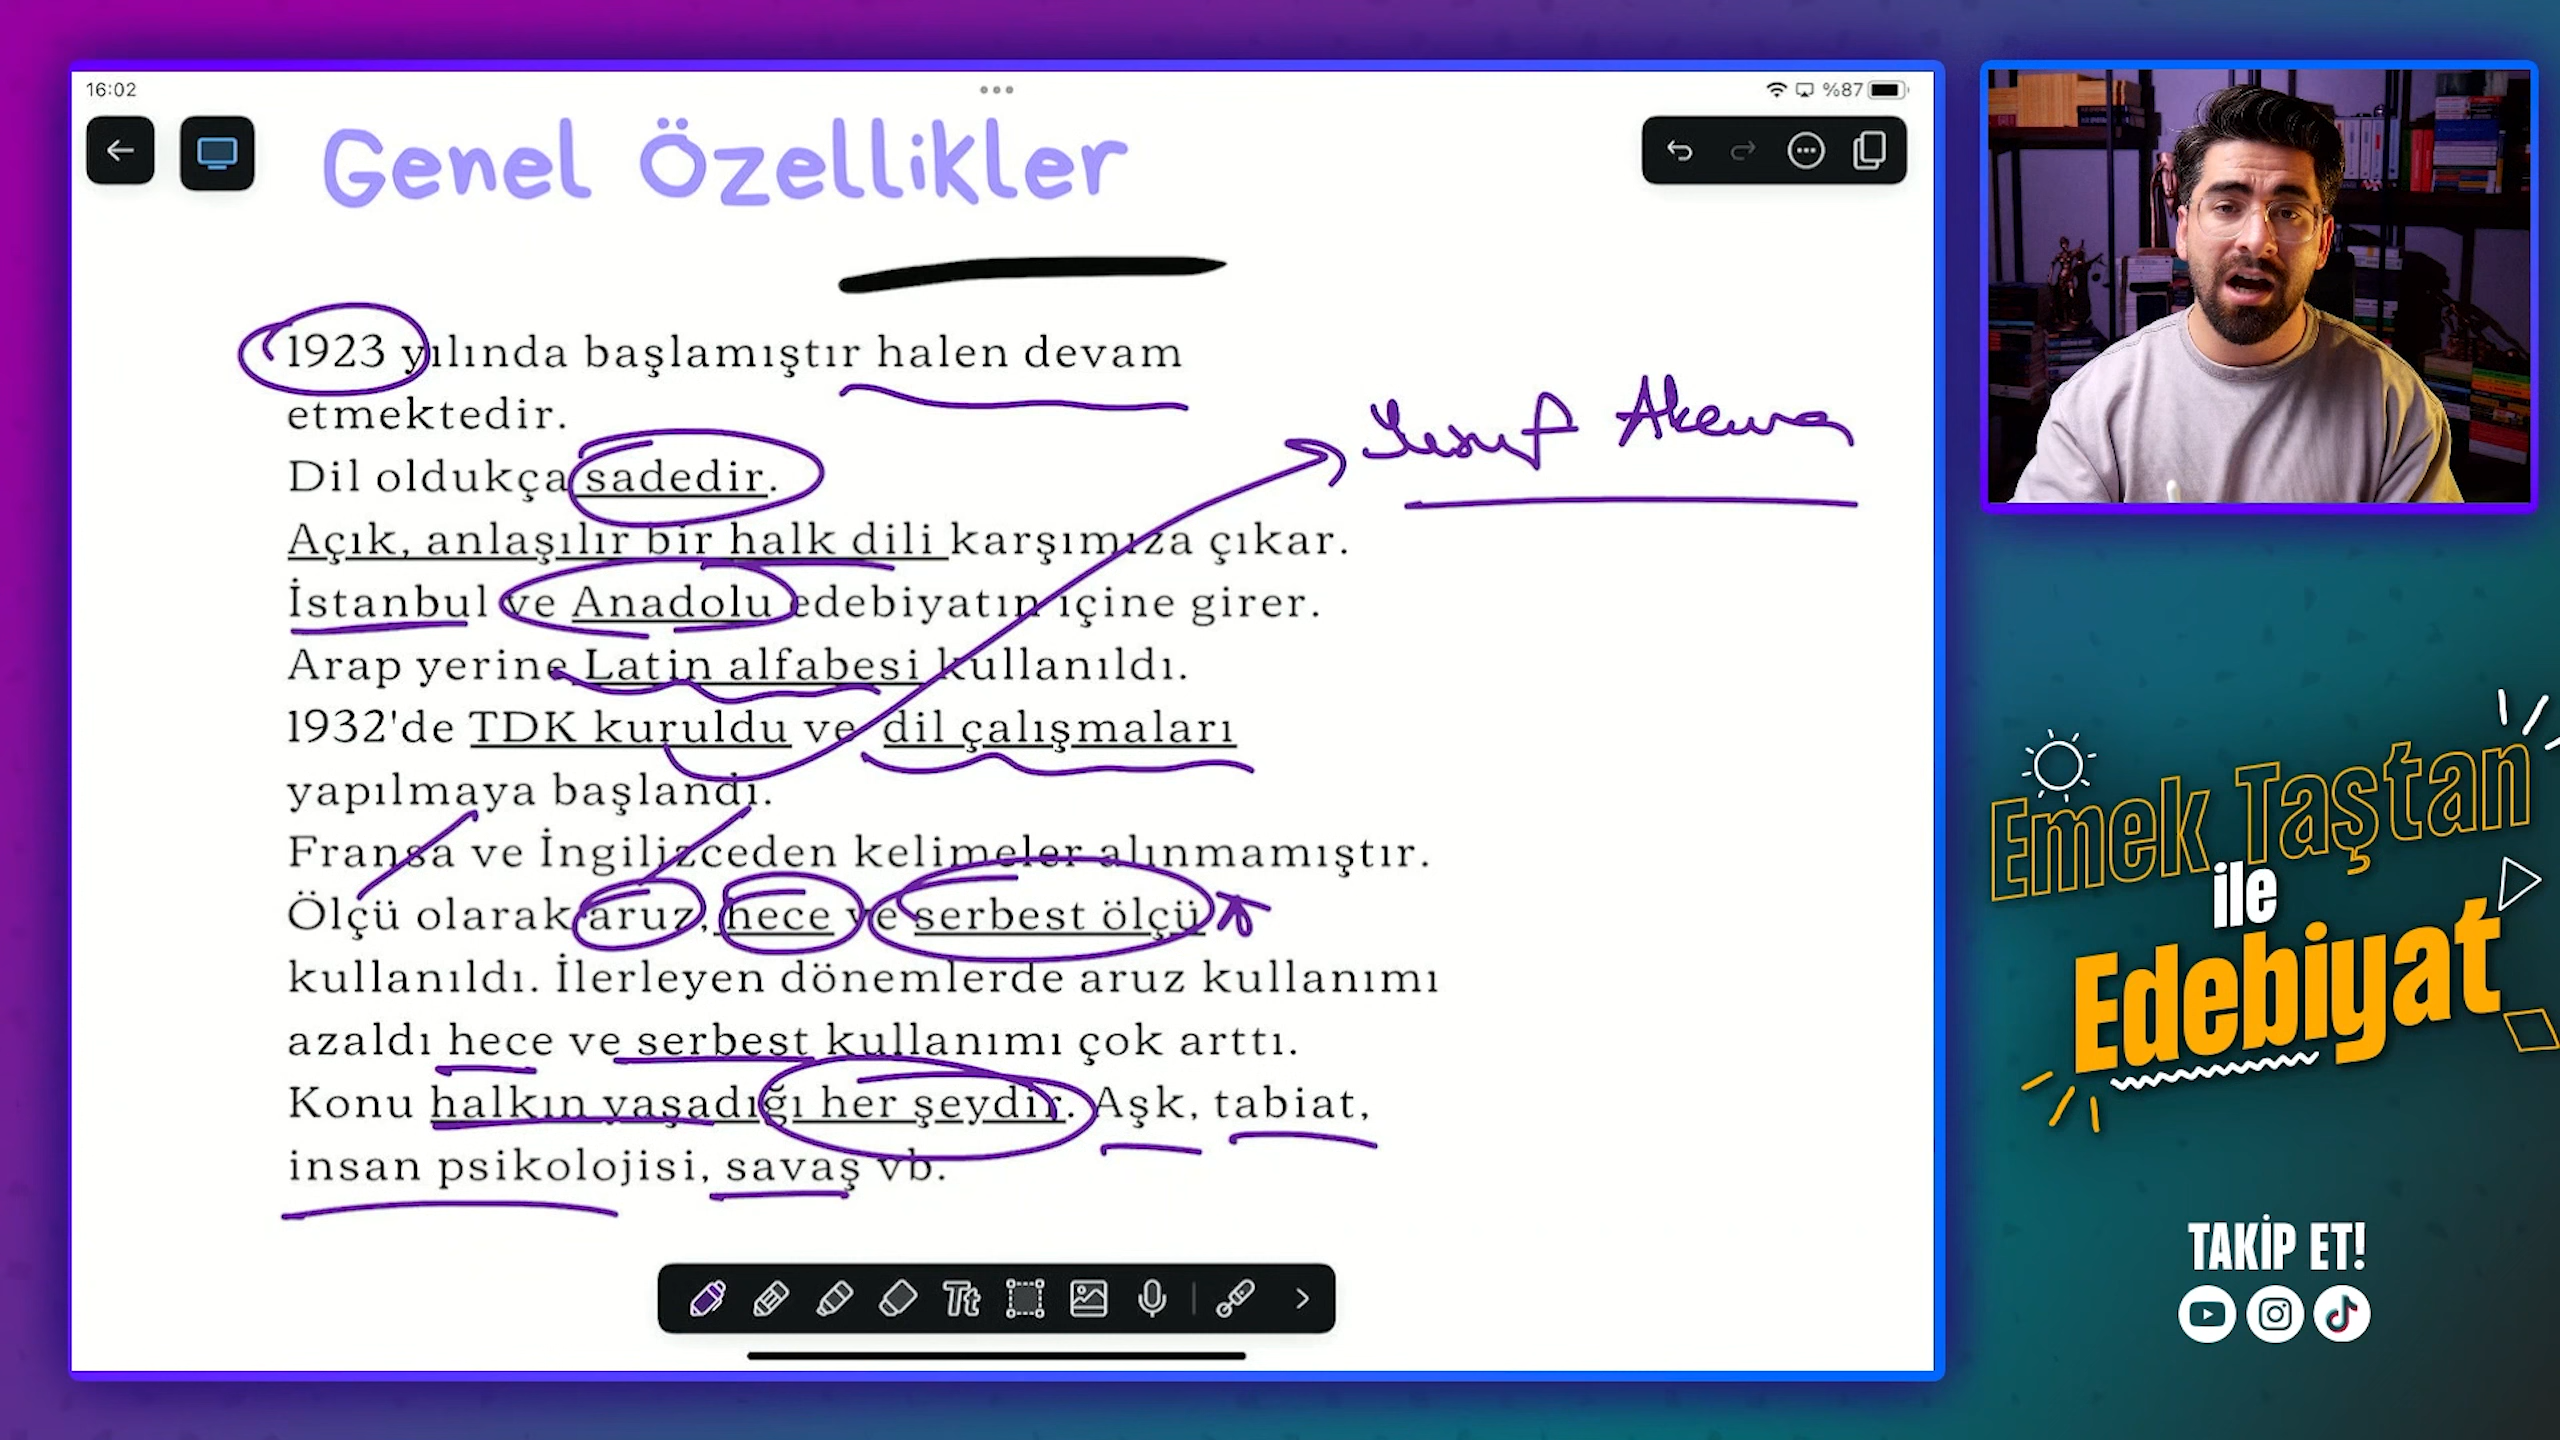 16:02
%87
Genel Özellikler
1923 yılında başlamıştır halen devam
etmektedir.
Dil oldukça sadedir.
Yusuf Akçura
Açık, anlaşılır bir halk dili karşımıza çıkar.
İstanbul ve Anadolu edebiyatın içine girer.
Arap yerine Latin alfabesi kullanıldı.
1932'de TDK kuruldu ve dil çalışmaları
yapılmaya başlandı.
Fransa ve İngilizceden kelimeler alınmamıştır.
Ölçü olarak aruz, hece ve serbest ölçü
kullanıldı. İlerleyen dönemlerde aruz kullanımı
azaldı hece ve serbest kullanımı çok arttı.
Konu halkın yaşadığı her şeydir. Aşk, tabiat,
insan psikolojisi, savaş vb.
Tt
Emek Taştan
ile
Edebiyat
TAKİP ET!